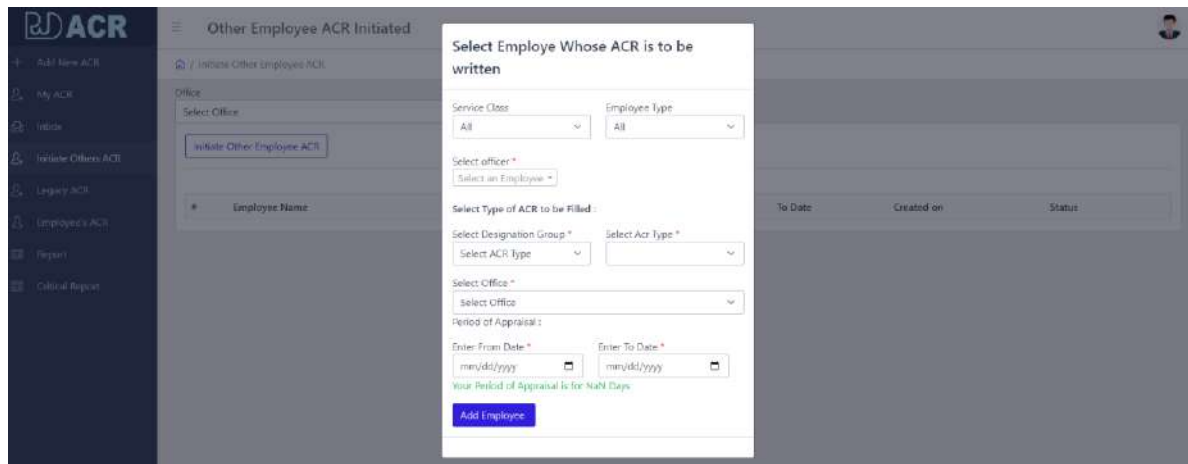 ACR
Other Employee ACR Initiated
Add New ACR
My ACR
Inbox
Initiate Others ACR
Legacy ACR
Employee's ACR
Report
Critical Report
/ Initiate Other Employee ACR
Office
Select Office
Initiate Other Employee ACR
# Employee Name To Date Created on Status
Select Employe Whose ACR is to be
written
Service Class Employee Type
All All
Select officer *
Select an Employee
Select Type of ACR to be Filled :
Select Designation Group * Select Acr Type *
Select ACR Type
Select Office *
Select Office
Period of Appraisal :
Enter From Date * Enter To Date *
mm/dd/yyyy mm/dd/yyyy
Your Period of Appraisal is for NaN Days
Add Employee